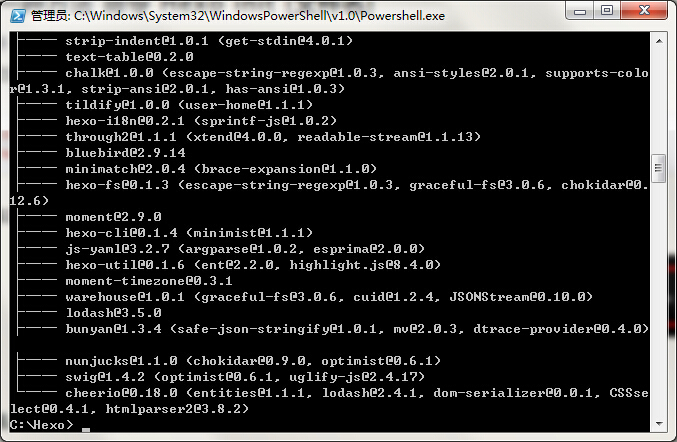 管理员: C:\Windows\System32\WindowsPowerShell\v1.0\Powershell.exe
├──── strip-indent@1.0.1 (get-stdin@4.0.1)
├──── text-table@0.2.0
├──── chalk@1.0.0 (escape-string-regexp@1.0.3, ansi-styles@2.0.1, supports-colo
r@1.3.1, strip-ansi@2.0.1, has-ansi@1.0.3)
├──── tildify@1.0.0 (user-home@1.1.1)
├──── hexo-i18n@0.2.1 (sprintf-js@1.0.2)
├──── through2@1.1.1 (xtend@4.0.0, readable-stream@1.1.13)
├──── bluebird@2.9.14
├──── minimatch@2.0.4 (brace-expansion@1.1.0)
├──── hexo-fs@0.1.3 (escape-string-regexp@1.0.3, graceful-fs@3.0.6, chokidar@0.
12.6)
├──── moment@2.9.0
├──── hexo-cli@0.1.4 (minimist@1.1.1)
├──── js-yaml@3.2.7 (argparse@1.0.2, esprima@2.0.0)
├──── hexo-util@0.1.6 (ent@2.2.0, highlight.js@8.4.0)
├──── moment-timezone@0.3.1
├──── warehouse@1.0.1 (graceful-fs@3.0.6, cuid@1.2.4, JSONStream@0.10.0)
├──── lodash@3.5.0
├──── bunyan@1.3.4 (safe-json-stringify@1.0.1, mv@2.0.3, dtrace-provider@0.4.0)
├──── nunjucks@1.1.0 (chokidar@0.9.0, optimist@0.6.1)
├──── swig@1.4.2 (optimist@0.6.1, uglify-js@2.4.17)
└──── cheerio@0.18.0 (entities@1.1.1, lodash@2.4.1, dom-serializer@0.0.1, CSSse
lect@0.4.1, htmlparser2@3.8.2)
C:\Hexo> _